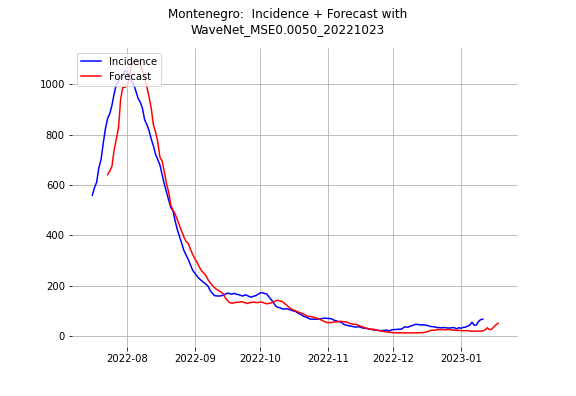 Montenegro:  Incidence + Forecast with
WaveNet_MSE0.0050_20221023
Incidence
Forecast
1000
800
600
400
200
0
2022-08 2022-09 2022-10 2022-11 2022-12 2023-01